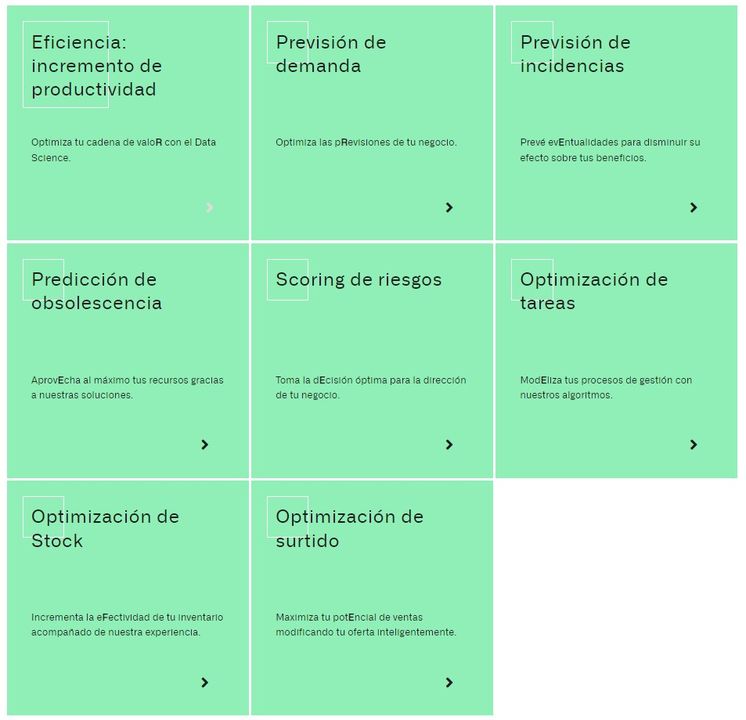 Eficiencia:
incremento de
productividad
Optimiza tu cadena de valoR con el Data
Science.
Previsión de
demanda
Optimiza las pRevisiones de tu negocio.
Previsión de
incidencias
Prevé evEntualidades para disminuir su
efecto sobre tus beneficios.
Predicción de
obsolescencia
AprovEcha al máximo tus recursos gracias
a nuestras soluciones.
Scoring de riesgos
Toma la dEcisión óptima para la dirección
de tu negocio.
Optimización de
tareas
ModEliza tus procesos de gestión con
nuestros algoritmos.
Optimización de
Stock
Incrementa la eFectividad de tu inventario
acompañado de nuestra experiencia.
Optimización de
surtido
Maximiza tu potEncial de ventas
modificando tu oferta inteligentemente.